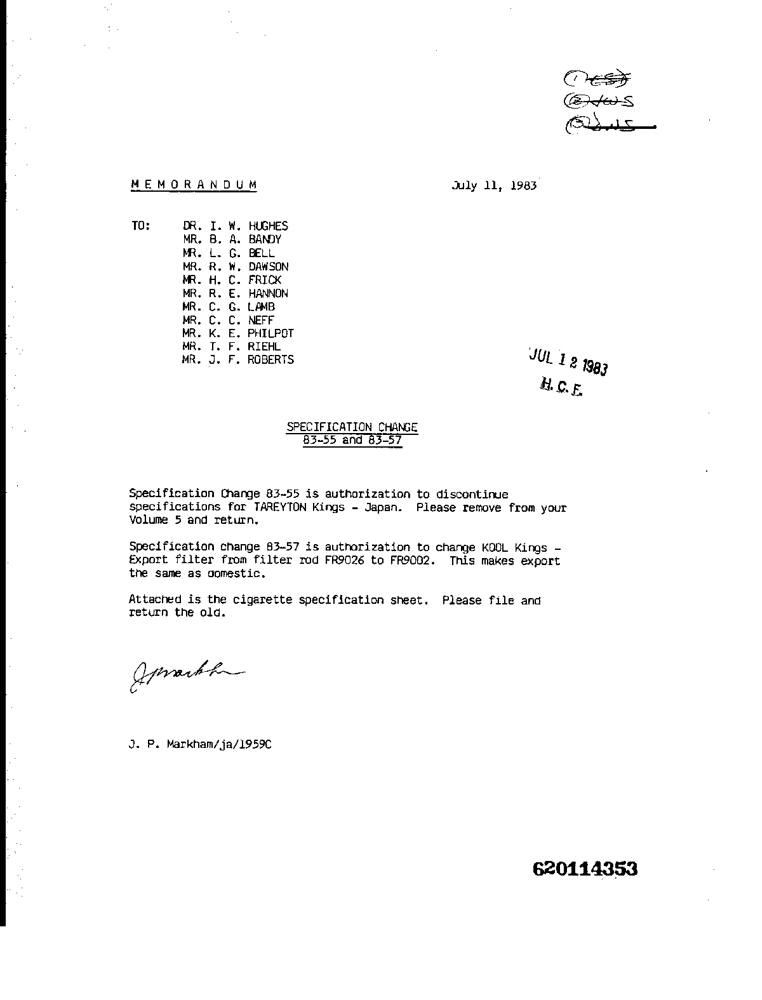 MEMORANDUM
July 11, 1983
TO:
DR. I. W. HUGHES
MR. B. A. BANDY
MR. L. G. BELL
MR. R. W. DAWSON
MR. H. C. FRICK
MR. R. E. HANNON
MR. C. G. LAMB
MR. C. C. NEFF
MR. K. E. PHILPOT
MR. T. F. RIEHL
MR. J. F. ROBERTS
JUL 12 1983
H. C. F.
SPECIFICATION CHANGE
83-55 and 83-57
Specification Change 83-55 is authorization to discontinue
specifications for TAREYTON Kings - Japan. Please remove from your
Volume 5 and return.
Specification change 83-57 is authorization to change KOOL Kings -
Export filter from filter rod FR9026 to FR9002. This makes export
the same as domestic.
Attached is the cigarette specification sheet. Please file and
return the old.
J. P. Markham/ja/1959C
620114353